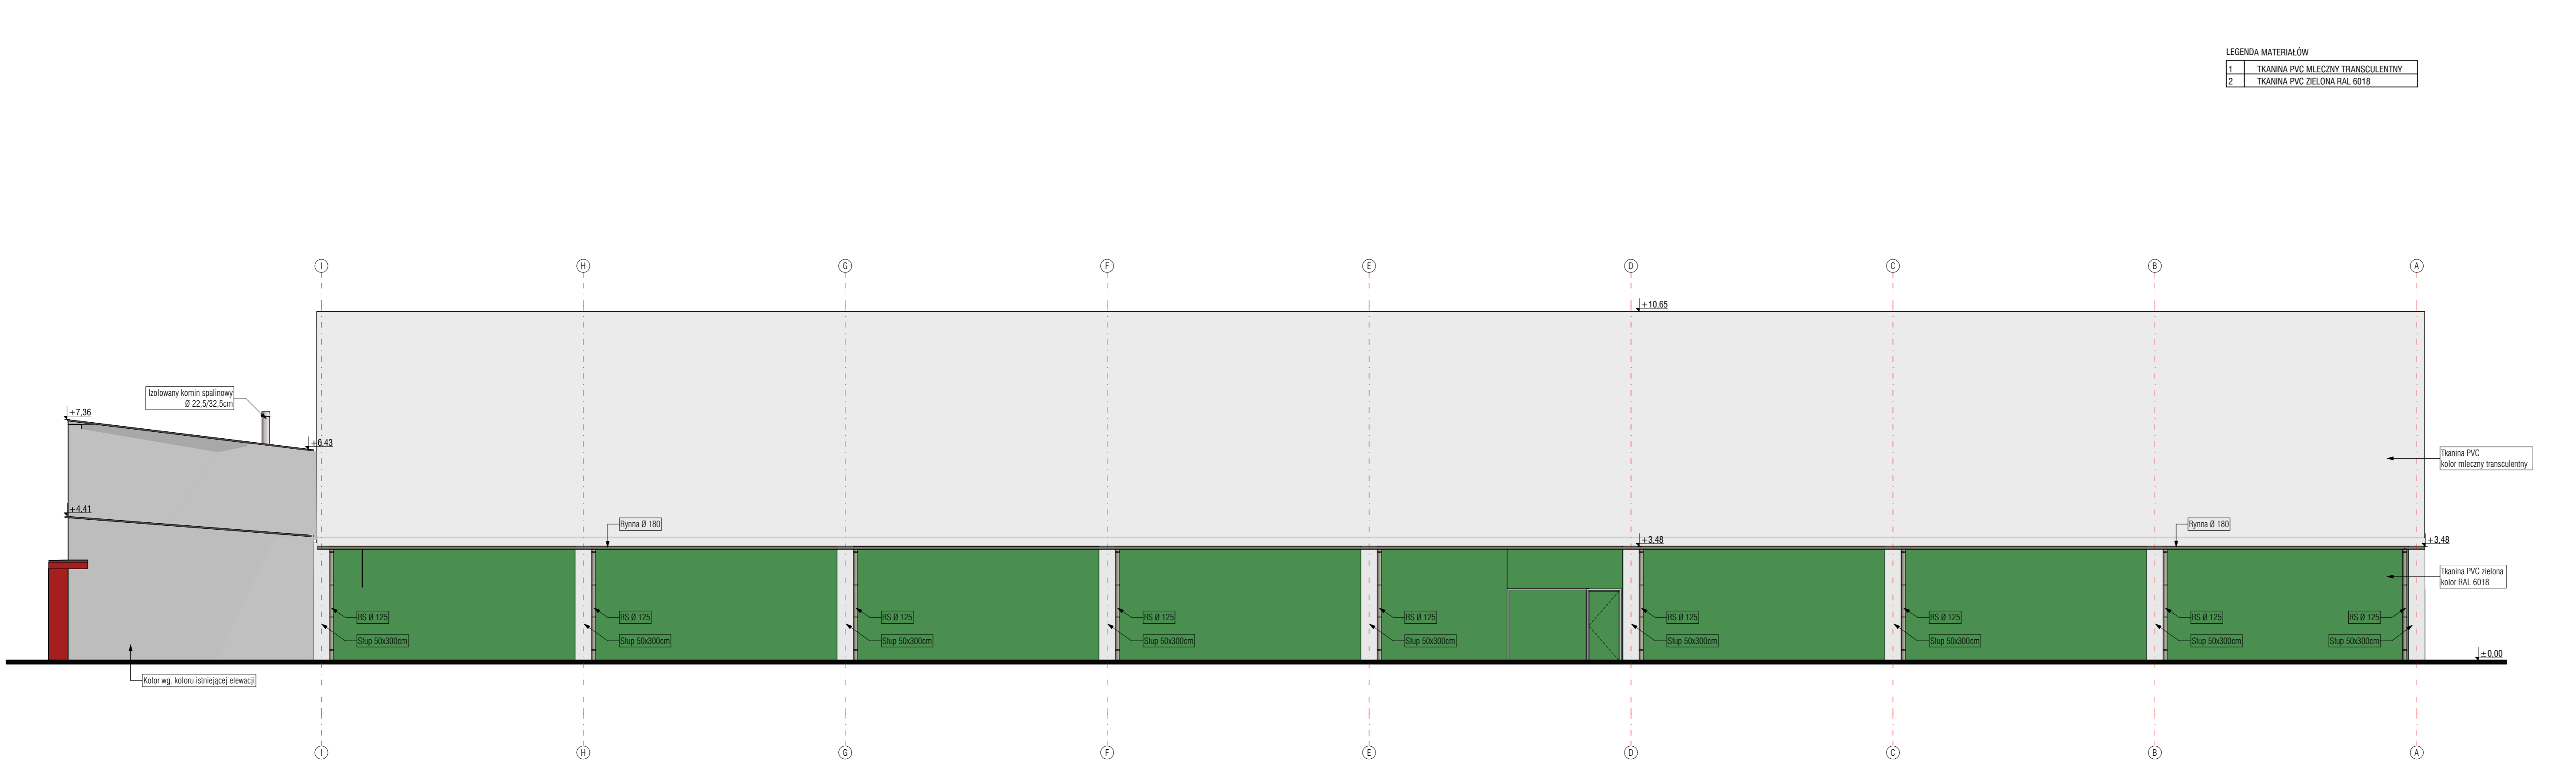 LEGENDA MATERIAŁÓW
1 TKANINA PVC MLECZNY TRANSCULENTNY
2 TKANINA PVC ZIELONA RAL 6018
I H G F E D C B A
+10,65
Izolowany komin spalinowy
Ø 22,5/32,5cm
+7,36
+6,43
Tkanina PVC
kolor mleczny transculentny
+4,41
Rynna Ø 180
Rynna Ø 180
+3,48
+3,48
Tkanina PVC zielona
kolor RAL 6018
RS Ø 125
RS Ø 125
RS Ø 125
RS Ø 125
RS Ø 125
RS Ø 125
RS Ø 125
RS Ø 125
RS Ø 125
Słup 50x300cm
Słup 50x300cm
Słup 50x300cm
Słup 50x300cm
Słup 50x300cm
Słup 50x300cm
Słup 50x300cm
Słup 50x300cm
Słup 50x300cm
±0,00
Kolor wg. koloru istniejącej elewacji
I H G F E D C B A